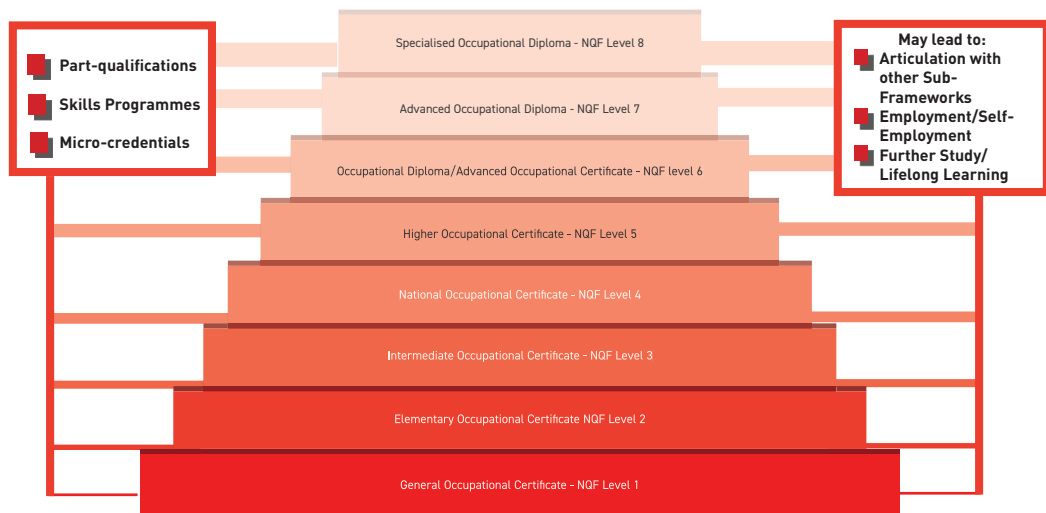 Part-qualifications
Skills Programmes
Micro-credentials
Specialised Occupational Diploma - NQF Level 8
Advanced Occupational Diploma - NQF Level 7
Occupational Diploma/Advanced Occupational Certificate - NQF level 6
Higher Occupational Certificate - NQF Level 5
National Occupational Certificate - NQF Level 4
Intermediate Occupational Certificate - NQF Level 3
Elementary Occupational Certificate NQF Level 2
General Occupational Certificate - NQF Level 1
May lead to:
Articulation with
other Sub-
Frameworks
Employment/Self-
Employment
Further Study/
Lifelong Learning